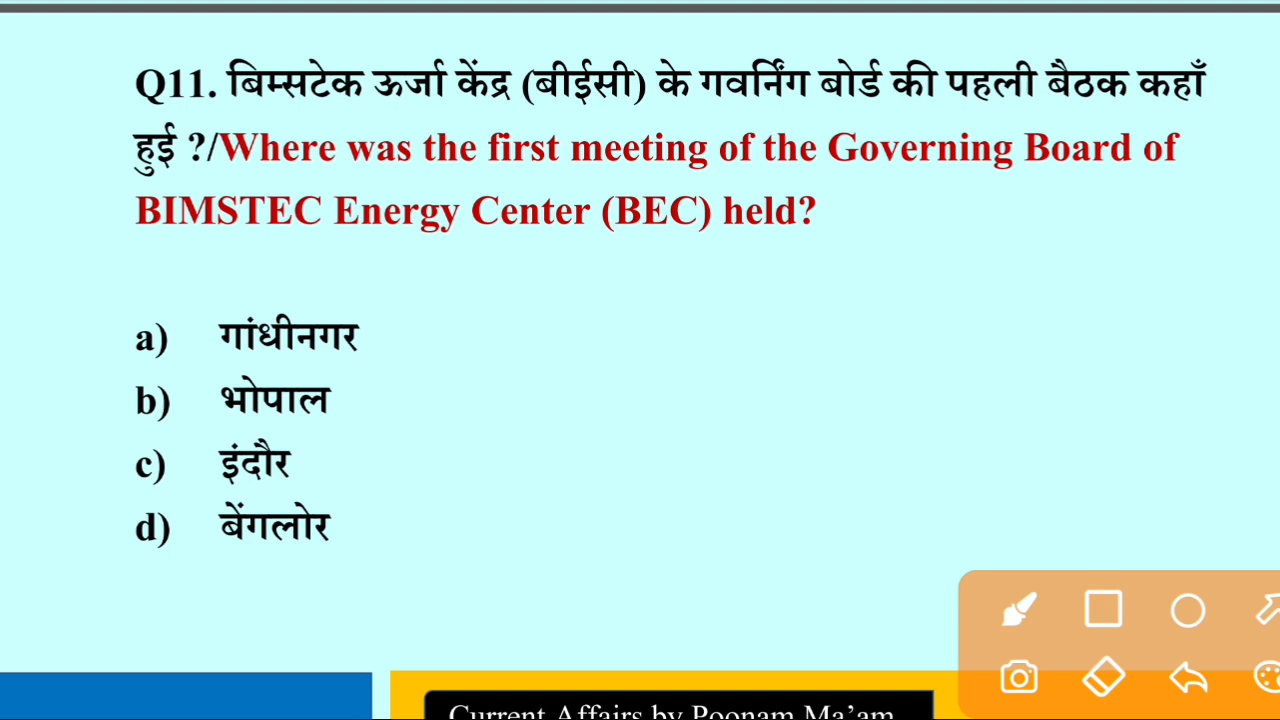 Q11. बिम्सटेक ऊर्जा केंद्र (बीईसी) के गवर्निंग बोर्ड की पहली बैठक कहाँ
हुई ?/Where was the first meeting of the Governing Board of
BIMSTEC Energy Center (BEC) held?
a) गांधीनगर
b) भोपाल
c) इंदौर
d) बेंगलोर
Current Affairs by Poonam Ma’am